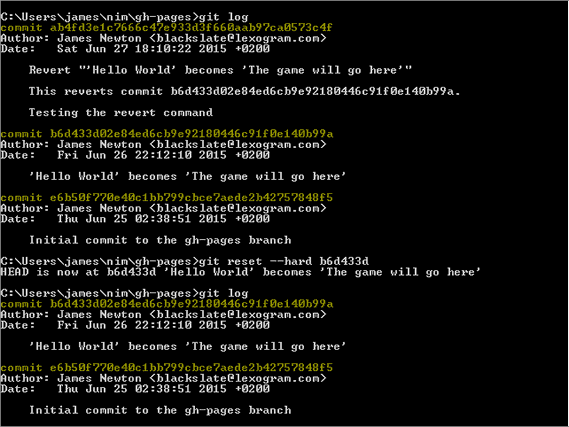 C:\Users\james\nim\gh-pages>git log
commit ab4fd3e1c7666c47e933d3f660aab97ca0573c4f
Author: James Newton <blackslate@lexogram.com>
Date:   Sat Jun 27 18:10:22 2015 +0200
Revert "'Hello World' becomes 'The game will go here'"
This reverts commit b6d433d02e84ed6cb9e92180446c91f0e140b99a.
Testing the revert command
commit b6d433d02e84ed6cb9e92180446c91f0e140b99a
Author: James Newton <blackslate@lexogram.com>
Date:   Fri Jun 26 22:12:10 2015 +0200
'Hello World' becomes 'The game will go here'
commit e6b50f770e40c1bb799cbce7aede2b42757848f5
Author: James Newton <blackslate@lexogram.com>
Date:   Thu Jun 25 02:38:51 2015 +0200
Initial commit to the gh-pages branch
C:\Users\james\nim\gh-pages>git reset --hard b6d433d
HEAD is now at b6d433d 'Hello World' becomes 'The game will go here'
C:\Users\james\nim\gh-pages>git log
commit b6d433d02e84ed6cb9e92180446c91f0e140b99a
Author: James Newton <blackslate@lexogram.com>
Date:   Fri Jun 26 22:12:10 2015 +0200
'Hello World' becomes 'The game will go here'
commit e6b50f770e40c1bb799cbce7aede2b42757848f5
Author: James Newton <blackslate@lexogram.com>
Date:   Thu Jun 25 02:38:51 2015 +0200
Initial commit to the gh-pages branch